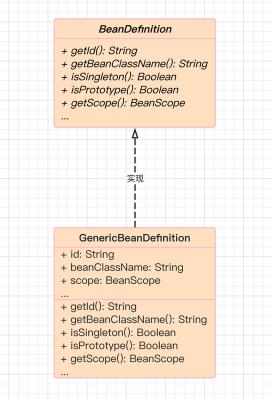 BeanDefinition
+ getId(): String
+ getBeanClassName(): String
+ isSingleton(): Boolean
+ isPrototype(): Boolean
+ getScope(): BeanScope
...
实现
GenericBeanDefinition
+ id: String
+ beanClassName: String
+ scope: BeanScope
...
+ getId(): String
+ getBeanClassName(): String
+ isSingleton(): Boolean
+ isPrototype(): Boolean
+ getScope(): BeanScope
...